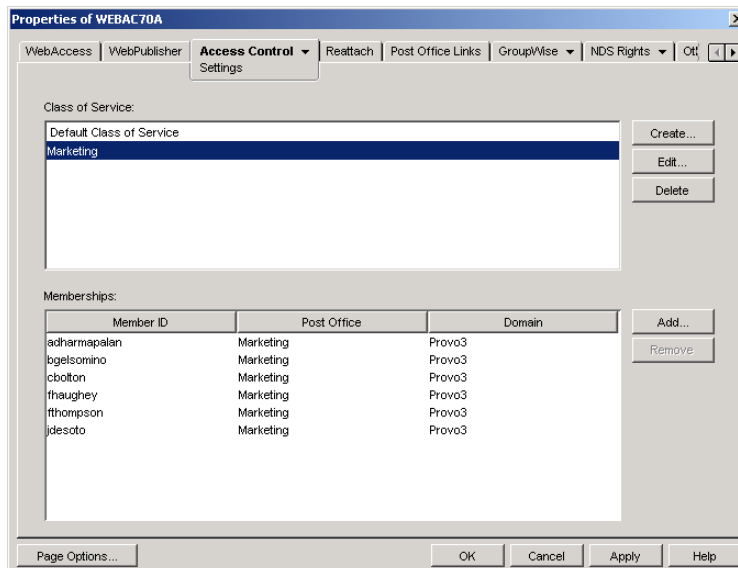 Properties of WEBAC70A
WebAccess WebPublisher Access Control Reattach Post Office Links GroupWise NDS Rights
Settings
Class of Service:
Default Class of Service
Marketing
Create...
Edit...
Delete
Memberships:
Member ID Post Office Domain
adharmapalan Marketing Provo3
bgelsomino Marketing Provo3
cbolton Marketing Provo3
fhaughey Marketing Provo3
fthompson Marketing Provo3
jdesoto Marketing Provo3
Add...
Remove
Page Options... OK Cancel Apply Help